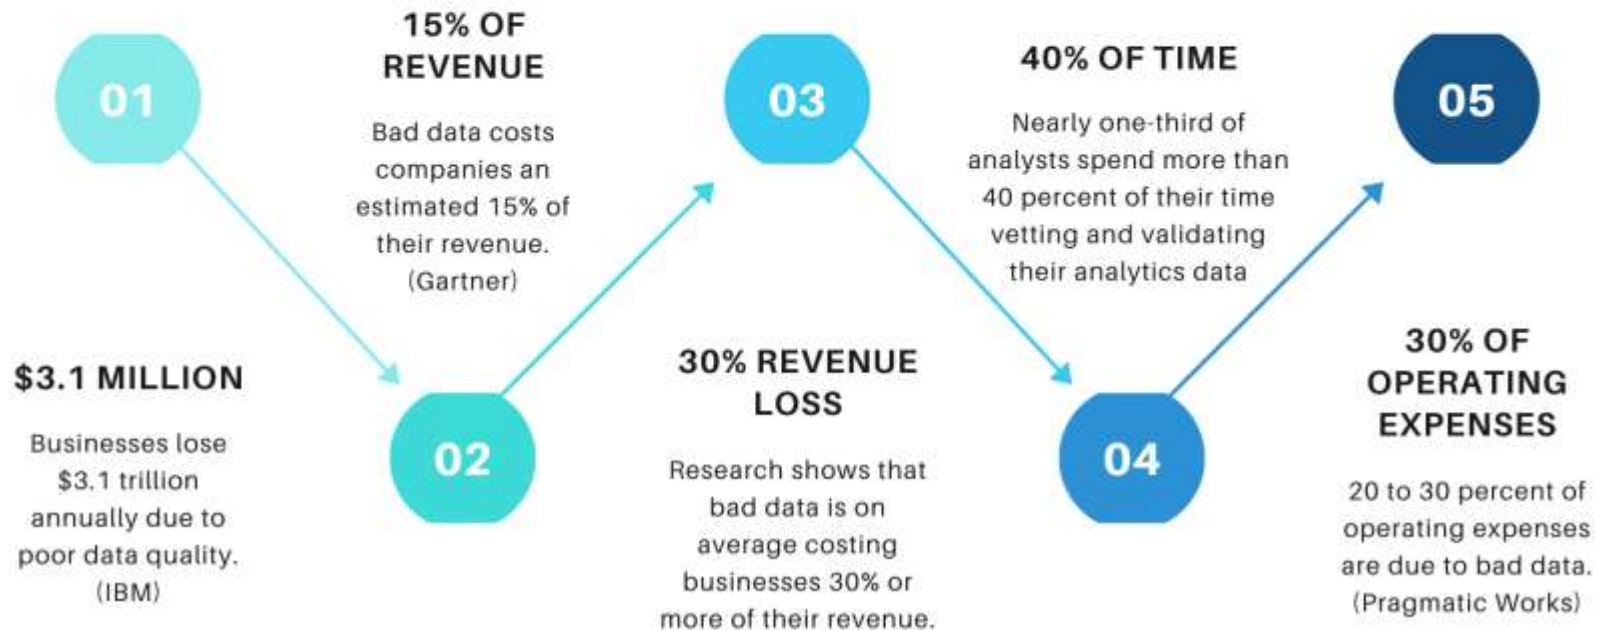 01
$3.1 MILLION
Businesses lose
$3.1 trillion
annually due to
poor data quality.
(IBM)
15% OF
REVENUE
Bad data costs
companies an
estimated 15% of
their revenue.
(Gartner)
02
03
30% REVENUE
LOSS
Research shows that
bad data is on
average costing
businesses 30% or
more of their revenue.
40% OF TIME
Nearly one-third of
analysts spend more than
40 percent of their time
vetting and validating
their analytics data
04
05
30% OF
OPERATING
EXPENSES
20 to 30 percent of
operating expenses
are due to bad data.
(Pragmatic Works)